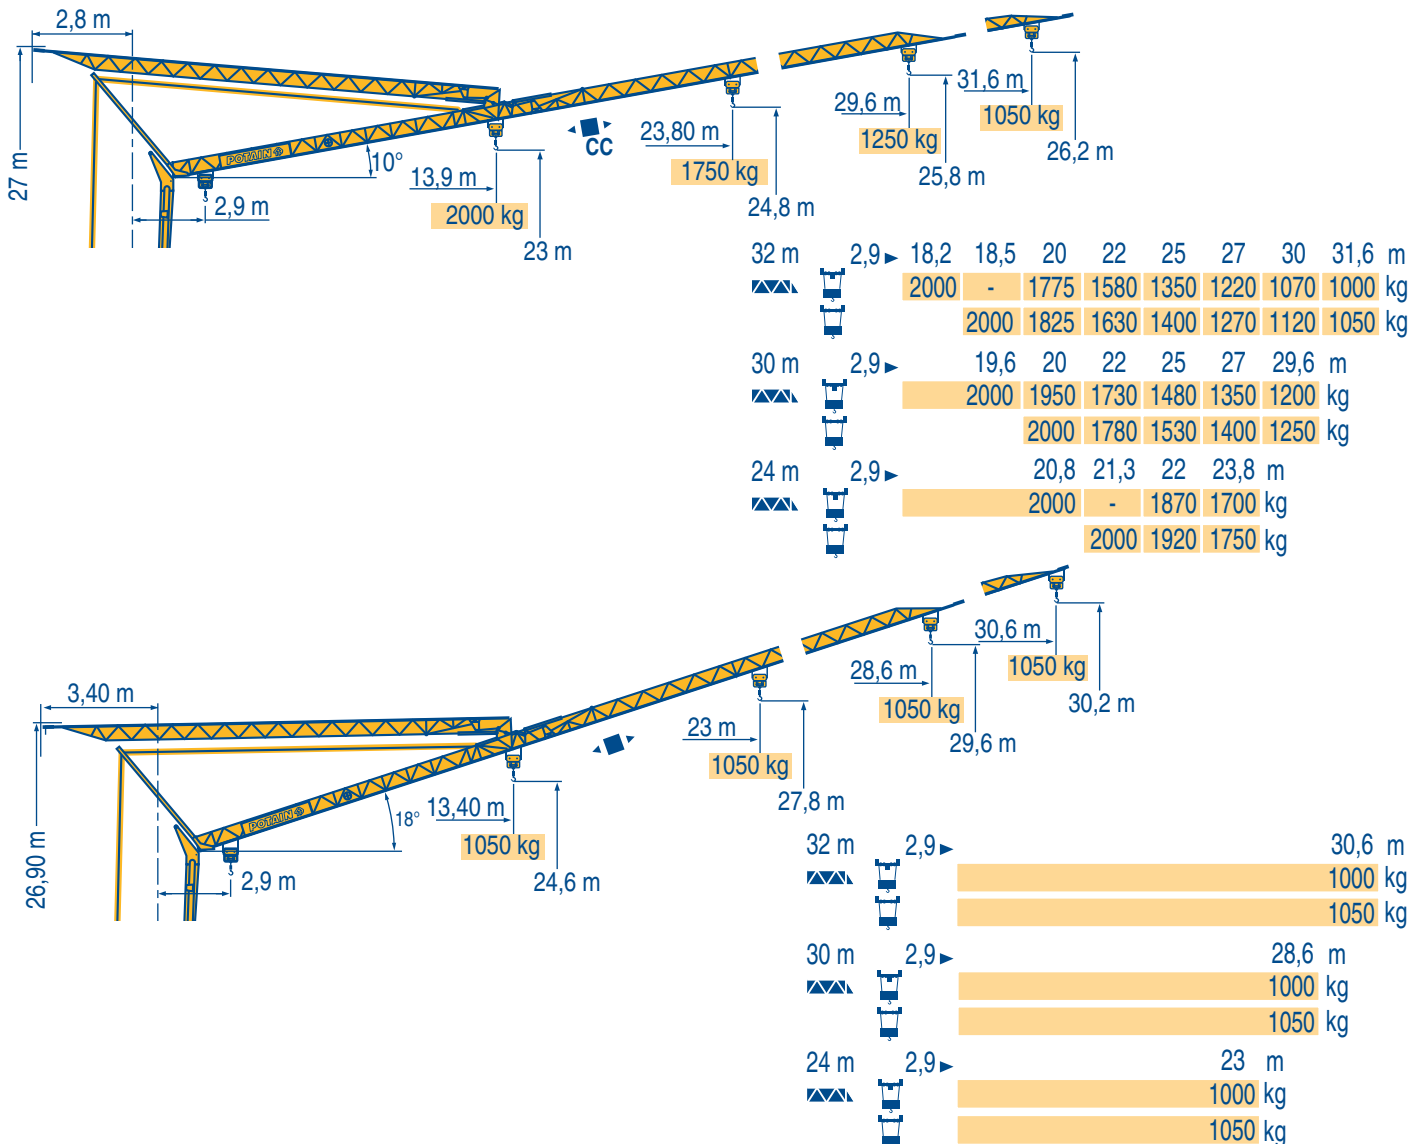 2,8 m
27 m
POTAIN
10°
2,9 m
13,9 m
2000 kg
23 m
CC
23,80 m
1750 kg
24,8 m
29,6 m
1250 kg
25,8 m
31,6 m
1050 kg
26,2 m
32 m 2,9 18,2 18,5 20 22 25 27 30 31,6 m
2000 - 1775 1580 1350 1220 1070 1000 kg
2000 1825 1630 1400 1270 1120 1050 kg
30 m 2,9 19,6 20 22 25 27 29,6 m
2000 1950 1730 1480 1350 1200 kg
2000 1780 1530 1400 1250 kg
24 m 2,9 20,8 21,3 22 23,8 m
2000 - 1870 1700 kg
2000 1920 1750 kg
3,40 m
26,90 m
POTAIN
18°
2,9 m
13,40 m
1050 kg
24,6 m
23 m
1050 kg
27,8 m
28,6 m
1050 kg
29,6 m
30,6 m
1050 kg
30,2 m
32 m 2,9 30,6 m
1000 kg
1050 kg
30 m 2,9 28,6 m
1000 kg
1050 kg
24 m 2,9 23 m
1000 kg
1050 kg